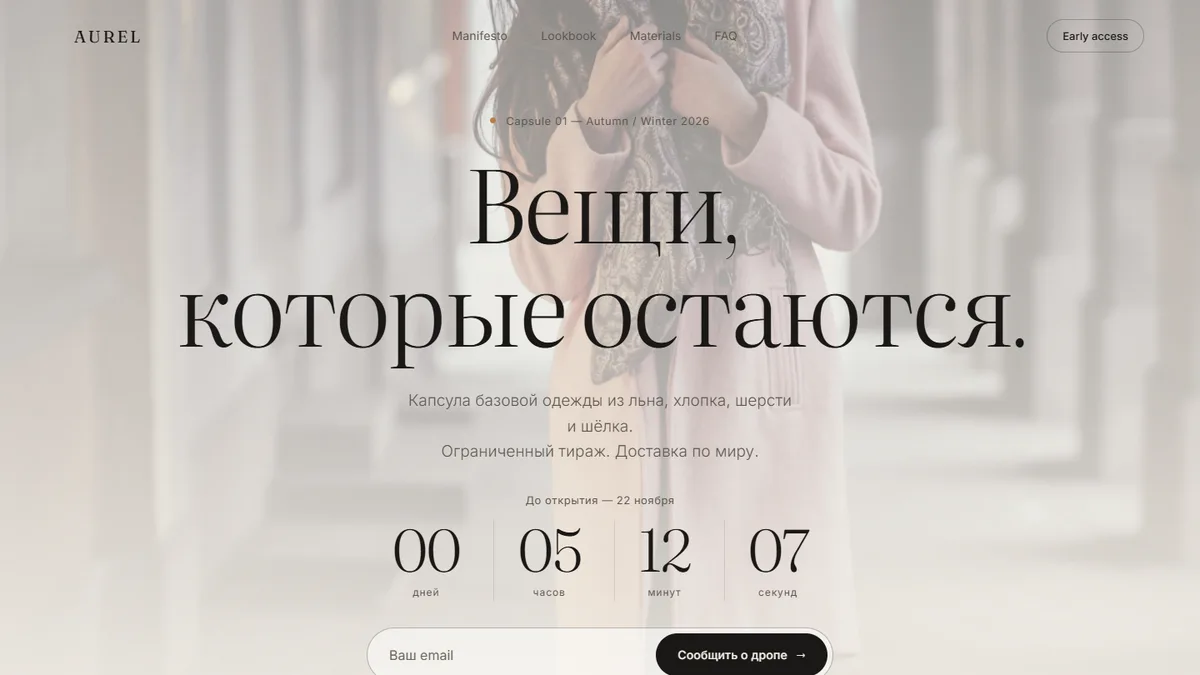 AUREL
Manifesto Lookbook Materials FAQ
Early access
Capsule 01 — Autumn / Winter 2026
Вещи,
которые остаются.
Капсула базовой одежды из льна, хлопка, шерсти
и шёлка.
Ограниченный тираж. Доставка по миру.
До открытия — 22 ноября
00 05 12 07
дней часов минут секунд
Ваш email
Сообщить о дропе →